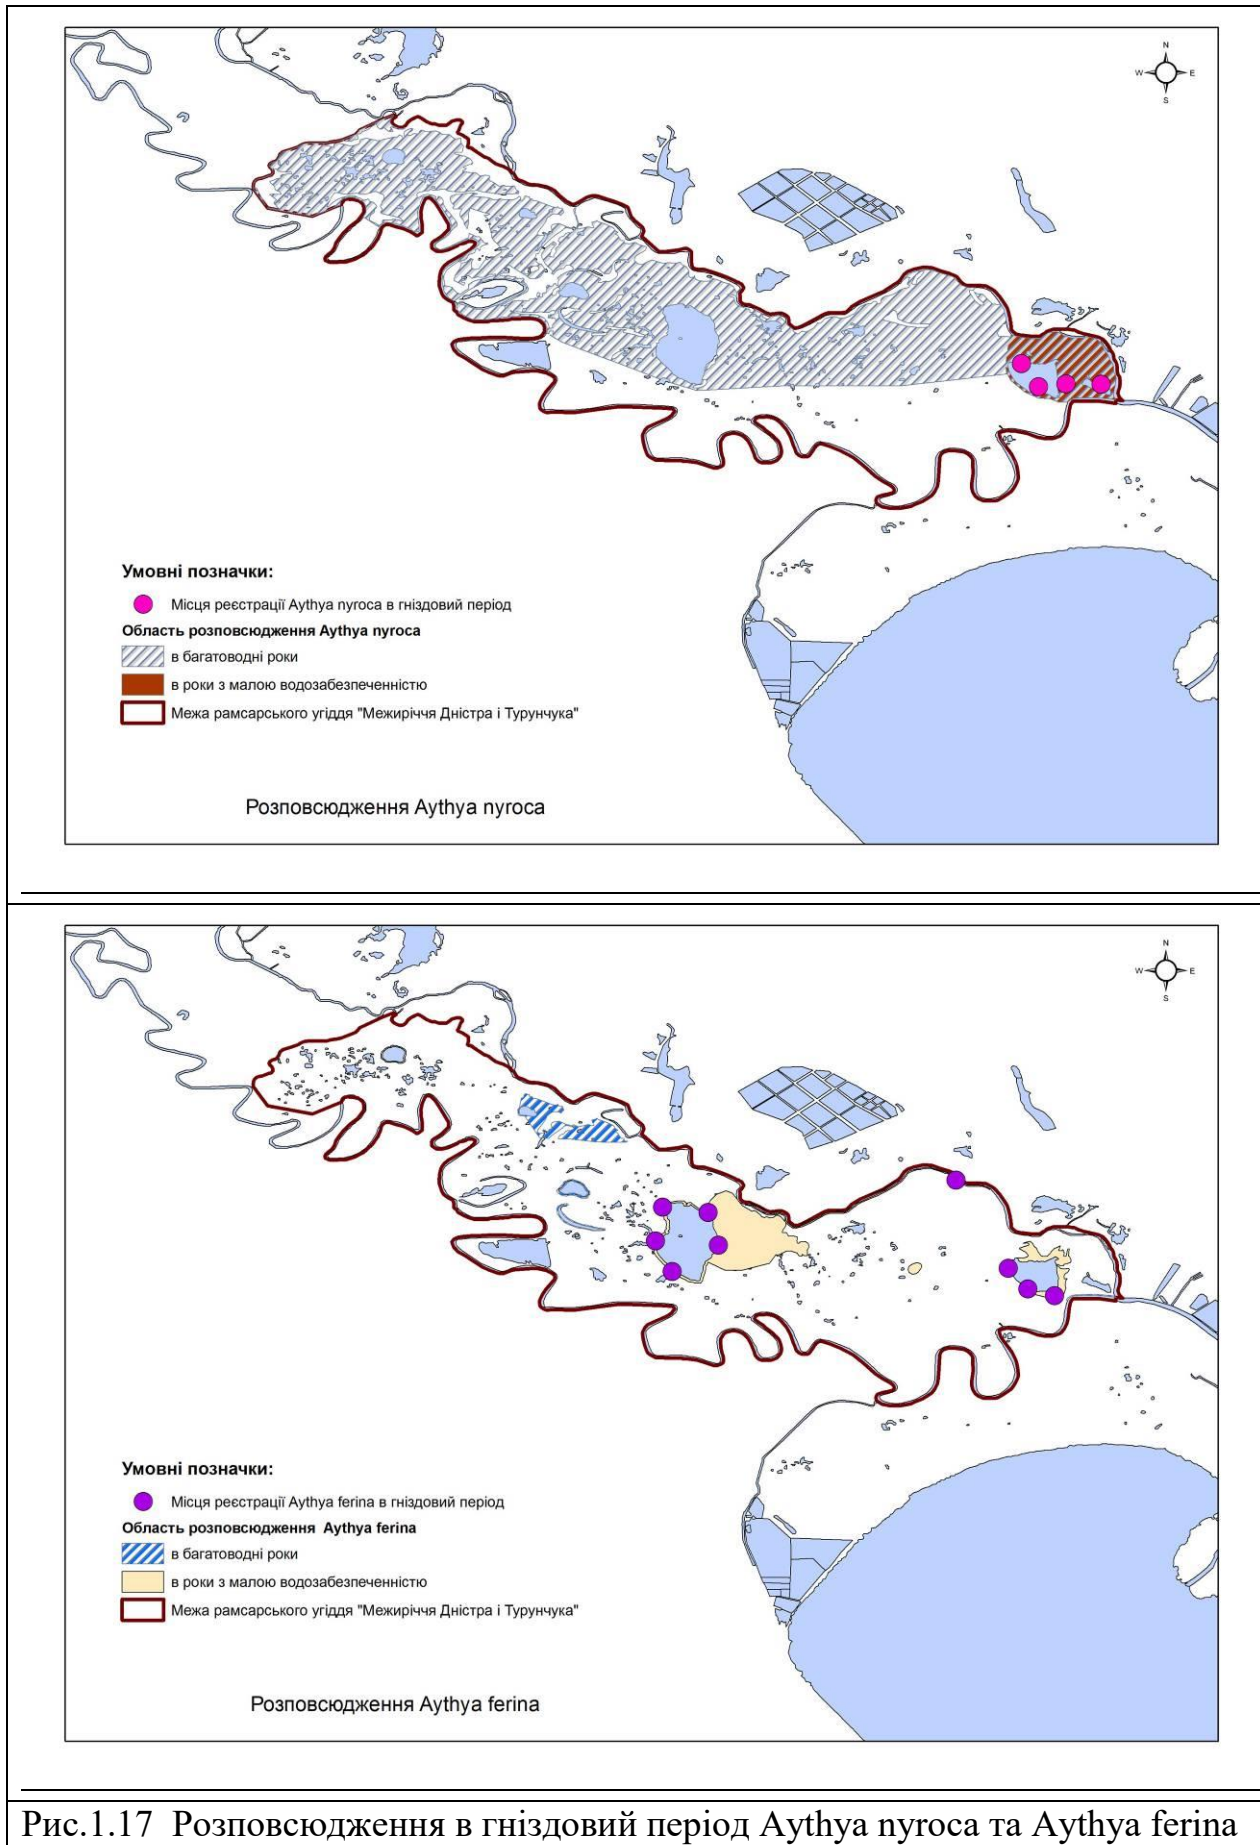 N
W E
S
Умовні позначки:
Місця реєстрації Aythya nyroca в гніздовий період
Область розповсюдження Aythya nyroca
в багатоводні роки
в роки з малою водозабезпеченністю
Межа рамсарського угіддя "Межиріччя Дністра і Турунчука"
Розповсюдження Aythya nyroca
N
W E
S
Умовні позначки:
Місця реєстрації Aythya ferina в гніздовий період
Область розповсюдження Aythya ferina
в багатоводні роки
в роки з малою водозабезпеченністю
Межа рамсарського угіддя "Межиріччя Дністра і Турунчука"
Розповсюдження Aythya ferina
Рис.1.17 Розповсюдження в гніздовий період Aythya nyroca та Aythya ferina